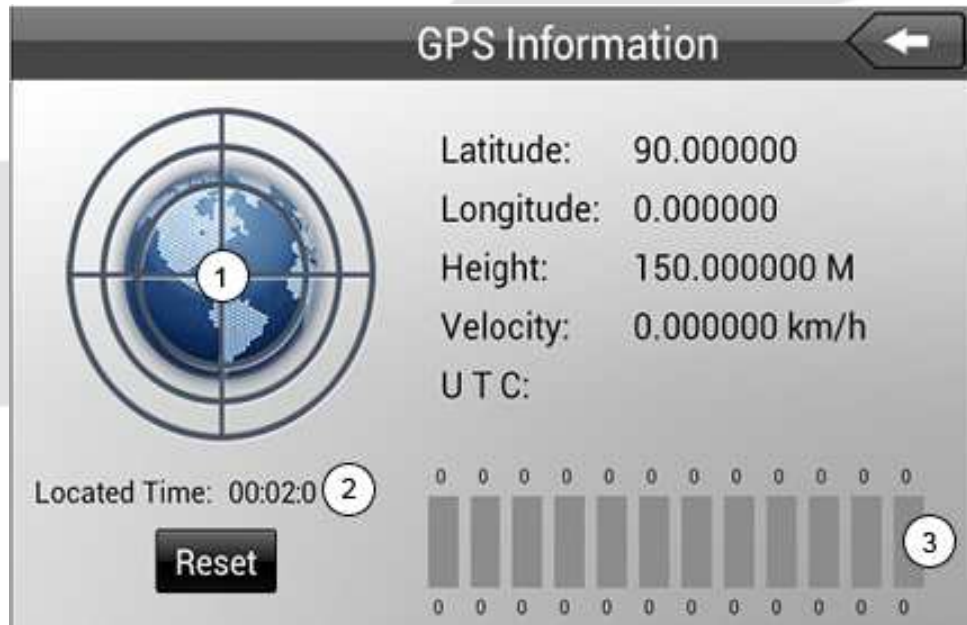 GPS Information
Latitude: 90.000000
Longitude: 0.000000
Height: 150.000000 M
Velocity: 0.000000 km/h
U T C:
1
Located Time: 00:02:0
2
Reset
0 0 0 0 0 0 0 0 0 0 0 0
3
0 0 0 0 0 0 0 0 0 0 0 0